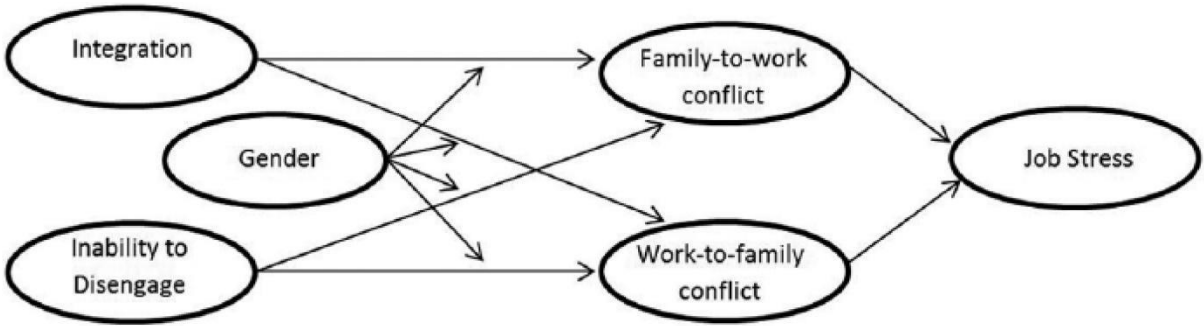 Integration
Family-to-work
conflict
Gender
Job Stress
Inability to
Disengage
Work-to-family
conflict